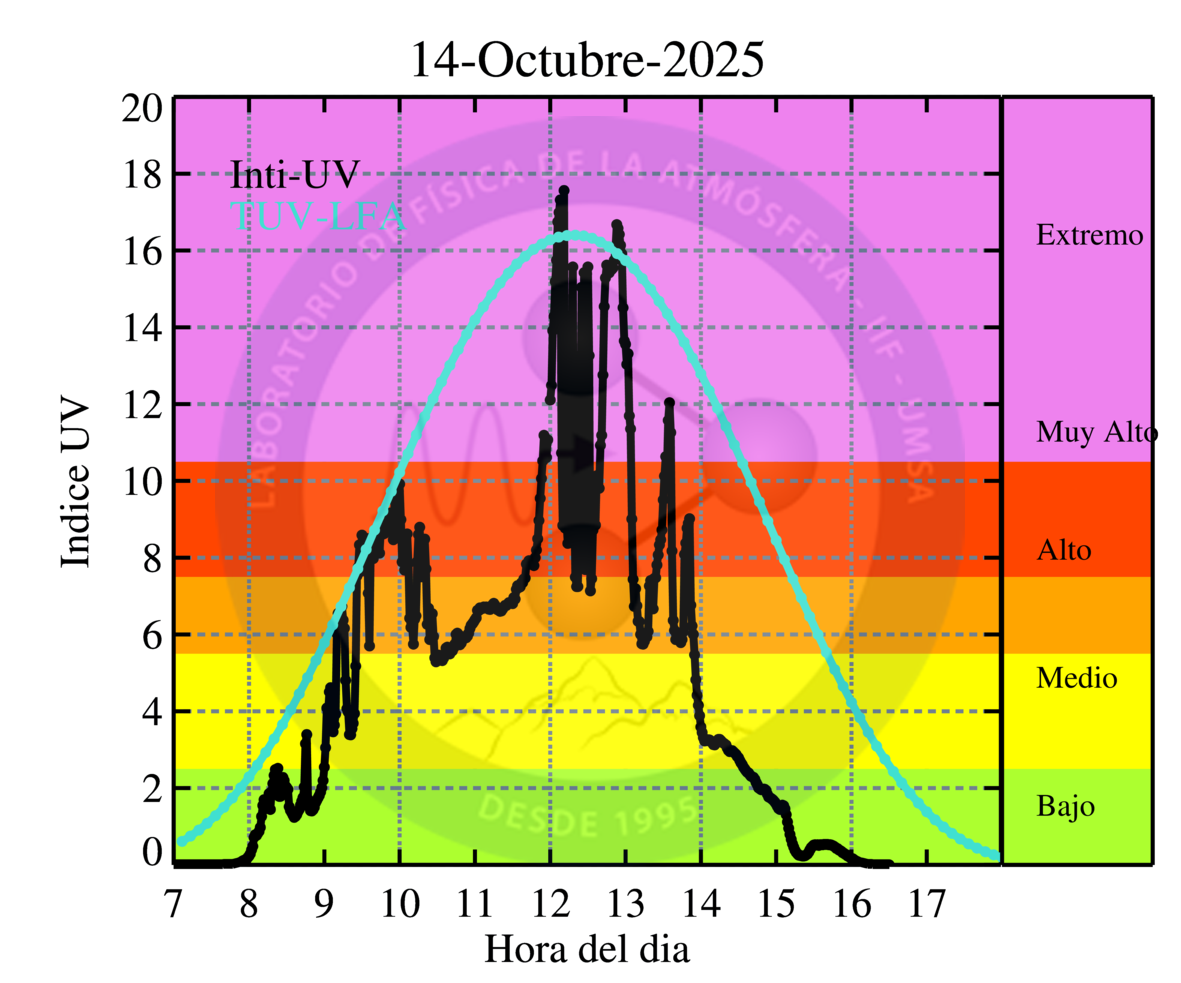 14-Octubre-2025
20
18
16
14
12
10
8
6
4
2
0
Indice UV
Inti-UV
TUV-LFA
LABORATORIO DE FÍSICA DE LA ATMÓSFERA - IIF - UMSA
DESDE 1995
Extremo
Muy Alto
Alto
Medio
Bajo
7 8 9 10 11 12 13 14 15 16 17
Hora del dia